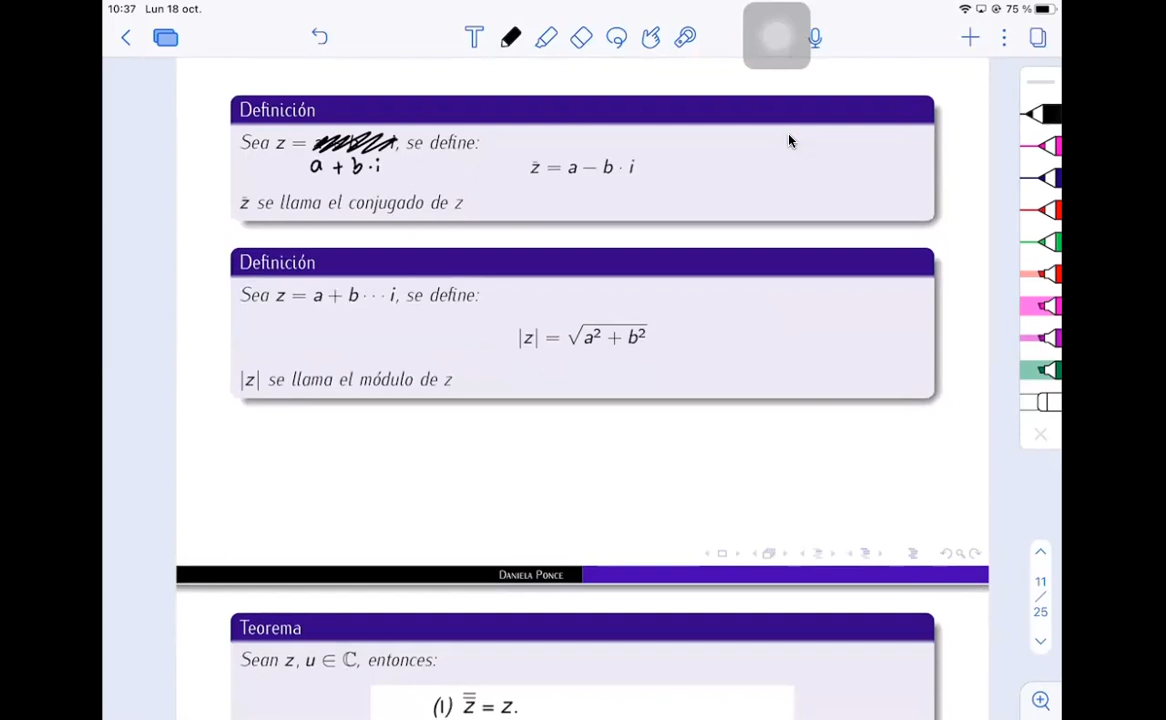 10:37 Lun 18 oct.
75 %
Definición
Sea z = , se define:
a + b · i
z̄ = a − b · i
z̄ se llama el conjugado de z
Definición
Sea z = a + b · · · i, se define:
|z| = √a² + b²
|z| se llama el módulo de z
11
/
25
Daniela Ponce
Teorema
Sean z, u ∈ ℂ, entonces:
(1) z̿ = z.